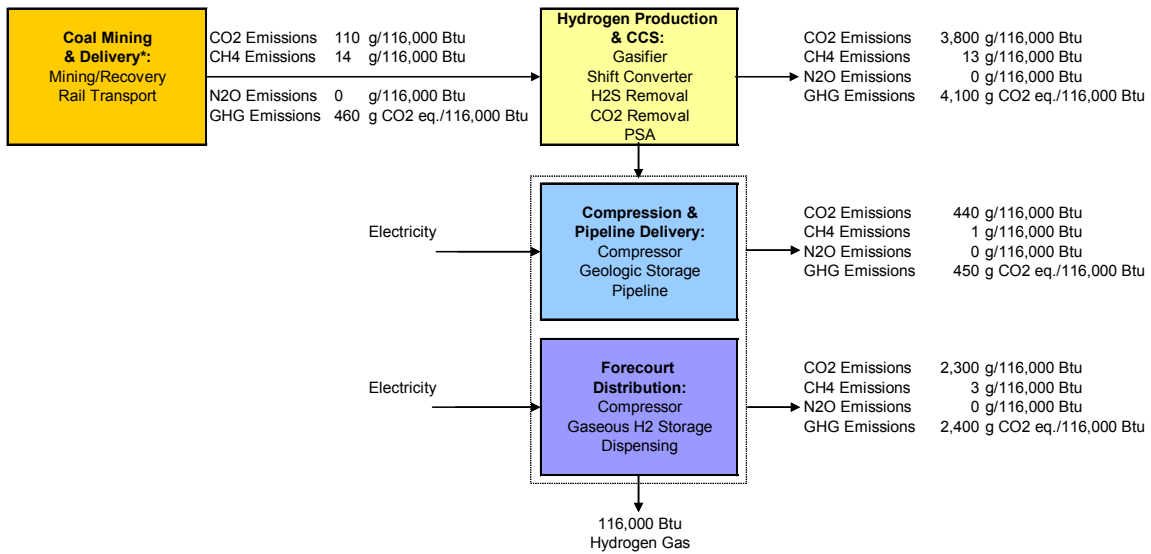 Coal Mining
& Delivery*:
Mining/Recovery
Rail Transport
CO2 Emissions 110 g/116,000 Btu
CH4 Emissions 14 g/116,000 Btu
N2O Emissions 0 g/116,000 Btu
GHG Emissions 460 g CO2 eq./116,000 Btu
Hydrogen Production
& CCS:
Gasifier
Shift Converter
H2S Removal
CO2 Removal
PSA
CO2 Emissions 3,800 g/116,000 Btu
CH4 Emissions 13 g/116,000 Btu
N2O Emissions 0 g/116,000 Btu
GHG Emissions 4,100 g CO2 eq./116,000 Btu
Electricity
Compression &
Pipeline Delivery:
Compressor
Geologic Storage
Pipeline
CO2 Emissions 440 g/116,000 Btu
CH4 Emissions 1 g/116,000 Btu
N2O Emissions 0 g/116,000 Btu
GHG Emissions 450 g CO2 eq./116,000 Btu
Electricity
Forecourt
Distribution:
Compressor
Gaseous H2 Storage
Dispensing
CO2 Emissions 2,300 g/116,000 Btu
CH4 Emissions 3 g/116,000 Btu
N2O Emissions 0 g/116,000 Btu
GHG Emissions 2,400 g CO2 eq./116,000 Btu
116,000 Btu
Hydrogen Gas